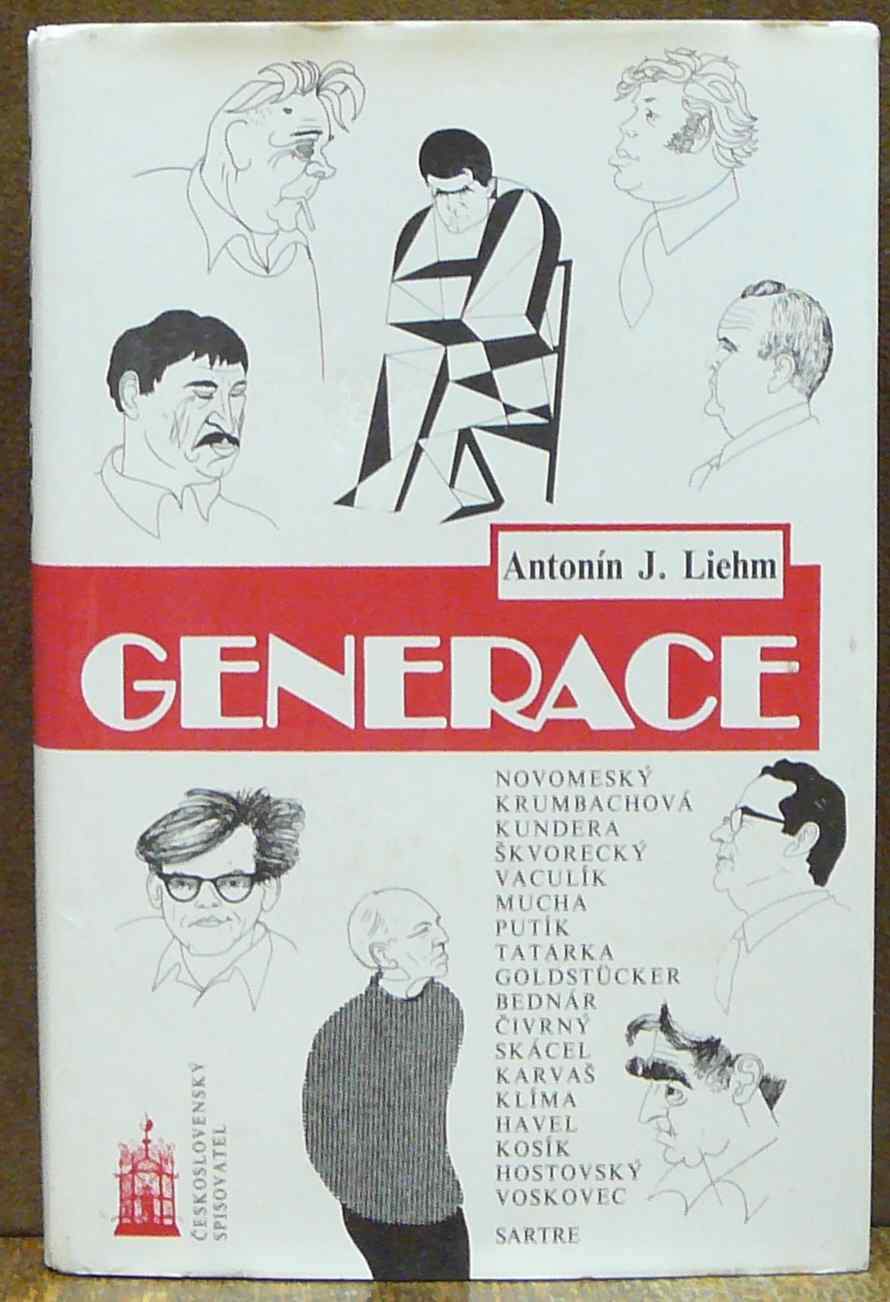 Antonín J. Liehm
GENERACE
NOVOMESKÝ
KRUMBACHOVÁ
KUNDERA
ŠKVORECKÝ
VACULÍK
MUCHA
PUTÍK
TATARKA
GOLDSTÜCKER
BEDNÁR
ČIVRNÝ
SKÁCEL
KARVAŠ
KLÍMA
HAVEL
KOSÍK
HOSTOVSKÝ
VOSKOVEC
SARTRE
ČESKOSLOVENSKÝ
SPISOVATEL